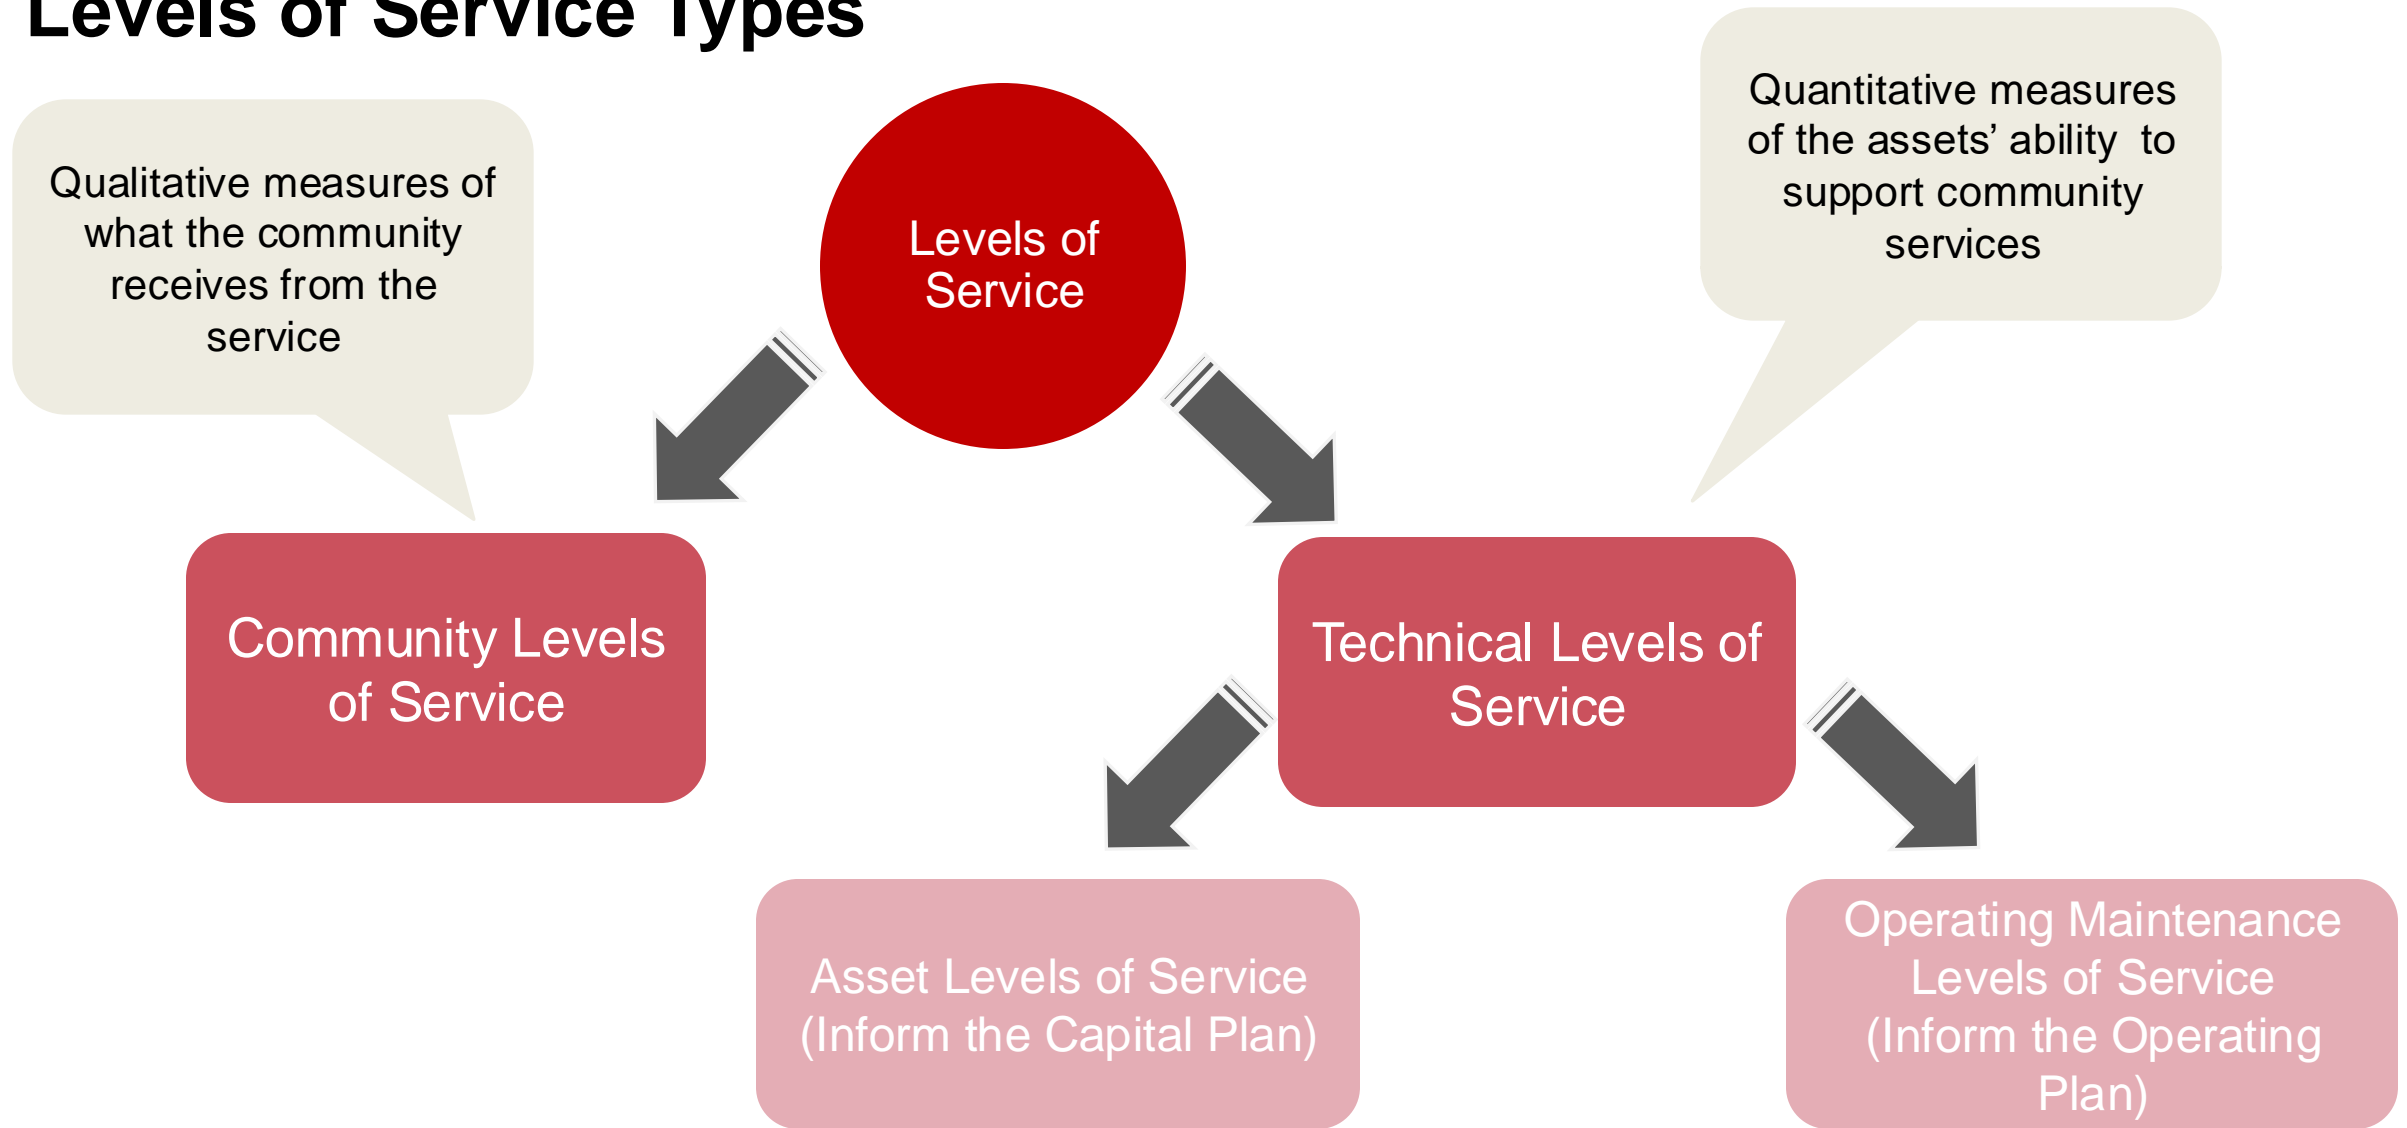 Levels of Service Types
Qualitative measures of
what the community
receives from the
service
Levels of
Service
Quantitative measures
of the assets’ ability  to
support community
services
Community Levels
of Service
Technical Levels of
Service
Asset Levels of Service
(Inform the Capital Plan)
Operating Maintenance
Levels of Service
(Inform the Operating
Plan)